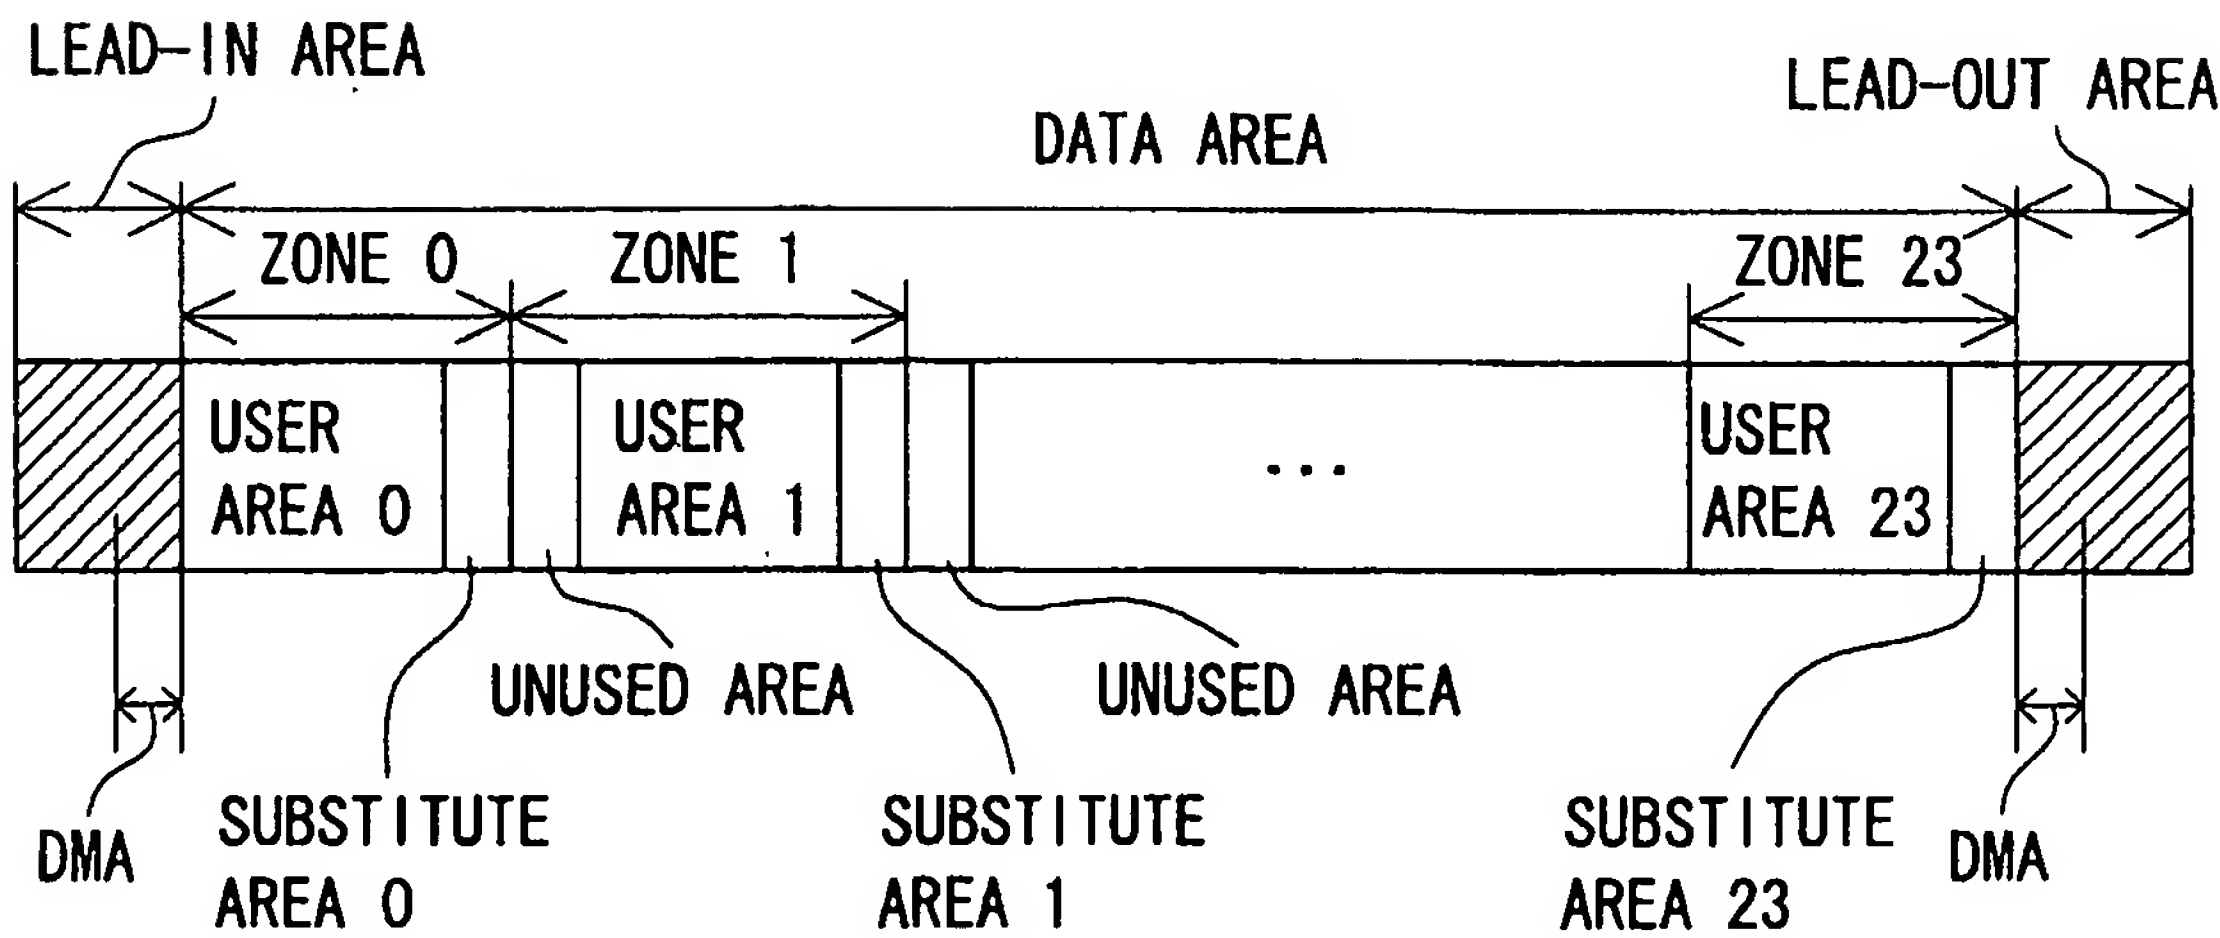 LEAD-IN AREA
LEAD-OUT AREA
DATA AREA
ZONE 0
ZONE 1
ZONE 23
USER
AREA 0
USER
AREA 1
...
USER
AREA 23
UNUSED AREA
UNUSED AREA
DMA
SUBSTITUTE
AREA 0
SUBSTITUTE
AREA 1
SUBSTITUTE
AREA 23
DMA